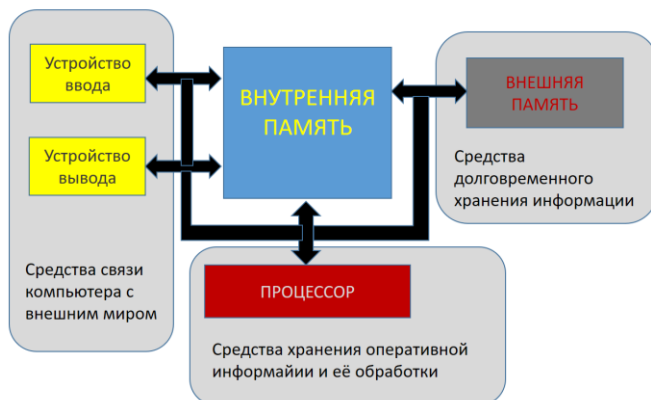 Устройство
ввода
Устройство
вывода
Средства связи
компьютера с
внешним миром
ВНУТРЕННЯЯ
ПАМЯТЬ
ВНЕШНЯЯ
ПАМЯТЬ
Средства
долговременного
хранения информации
ПРОЦЕССОР
Средства хранения оперативной
информайии и её обработки